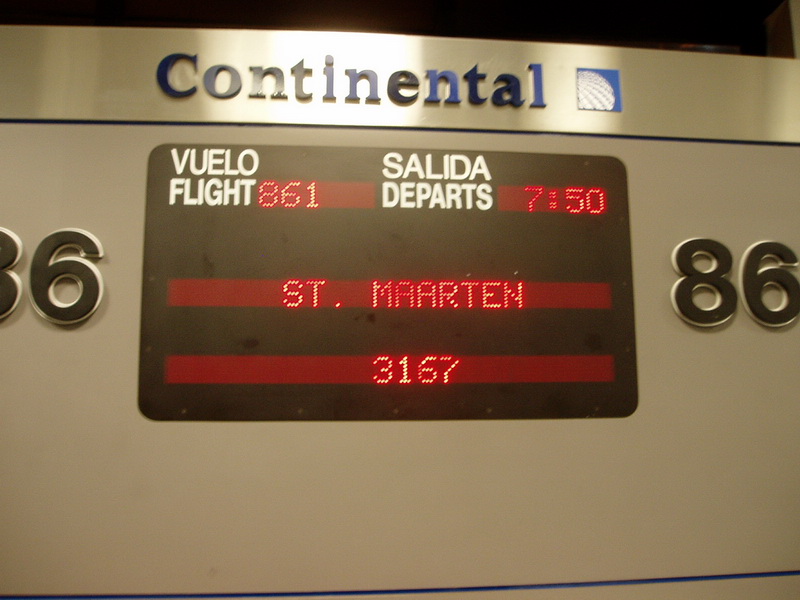 Continental
VUELO SALIDA
FLIGHT 861 DEPARTS 7:50
86 86
ST. MAARTEN
3167